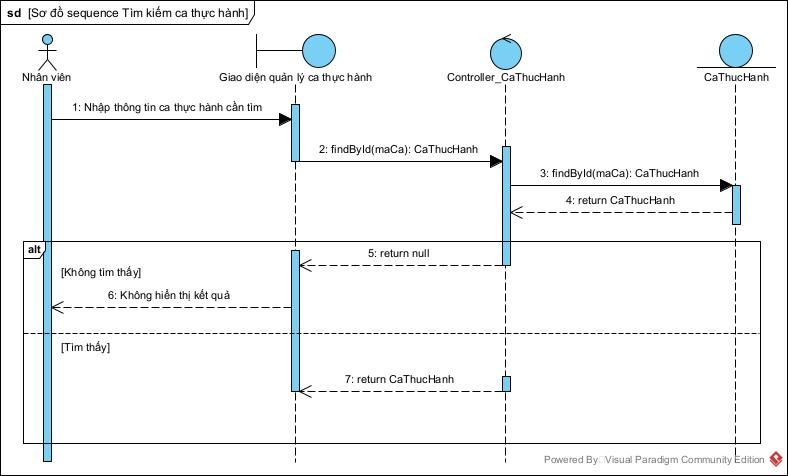 sd [Sơ đồ sequence Tìm kiếm ca thực hành]
Nhân viên
Giao diện quản lý ca thực hành
Controller_CaThucHanh
CaThucHanh
1: Nhập thông tin ca thực hành cần tìm
2: findById(maCa): CaThucHanh
3: findById(maCa): CaThucHanh
4: return CaThucHanh
alt
5: return null
[Không tìm thấy]
6: Không hiển thị kết quả
[Tìm thấy]
7: return CaThucHanh
Powered By Visual Paradigm Community Edition